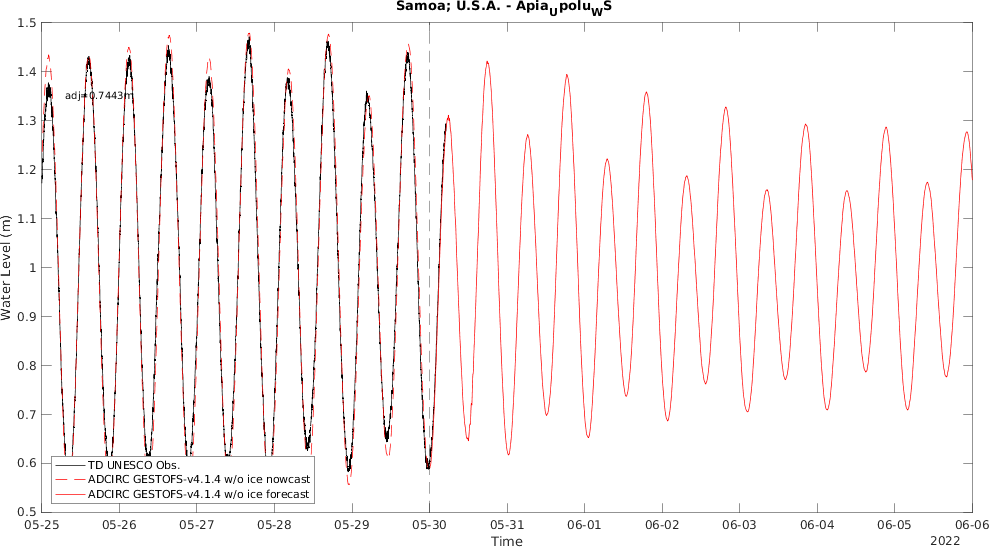 Samoa; U.S.A. - ApiaUpoluWS
1.5
1.4
adj=0.7443m
1.3
1.2
1.1
1
0.9
0.8
0.7
0.6
0.5
Water Level (m)
TD UNESCO Obs.
ADCIRC GESTOFS-v4.1.4 w/o ice nowcast
ADCIRC GESTOFS-v4.1.4 w/o ice forecast
05-25 05-26 05-27 05-28 05-29 05-30 05-31 06-01 06-02 06-03 06-04 06-05 06-06
Time
2022